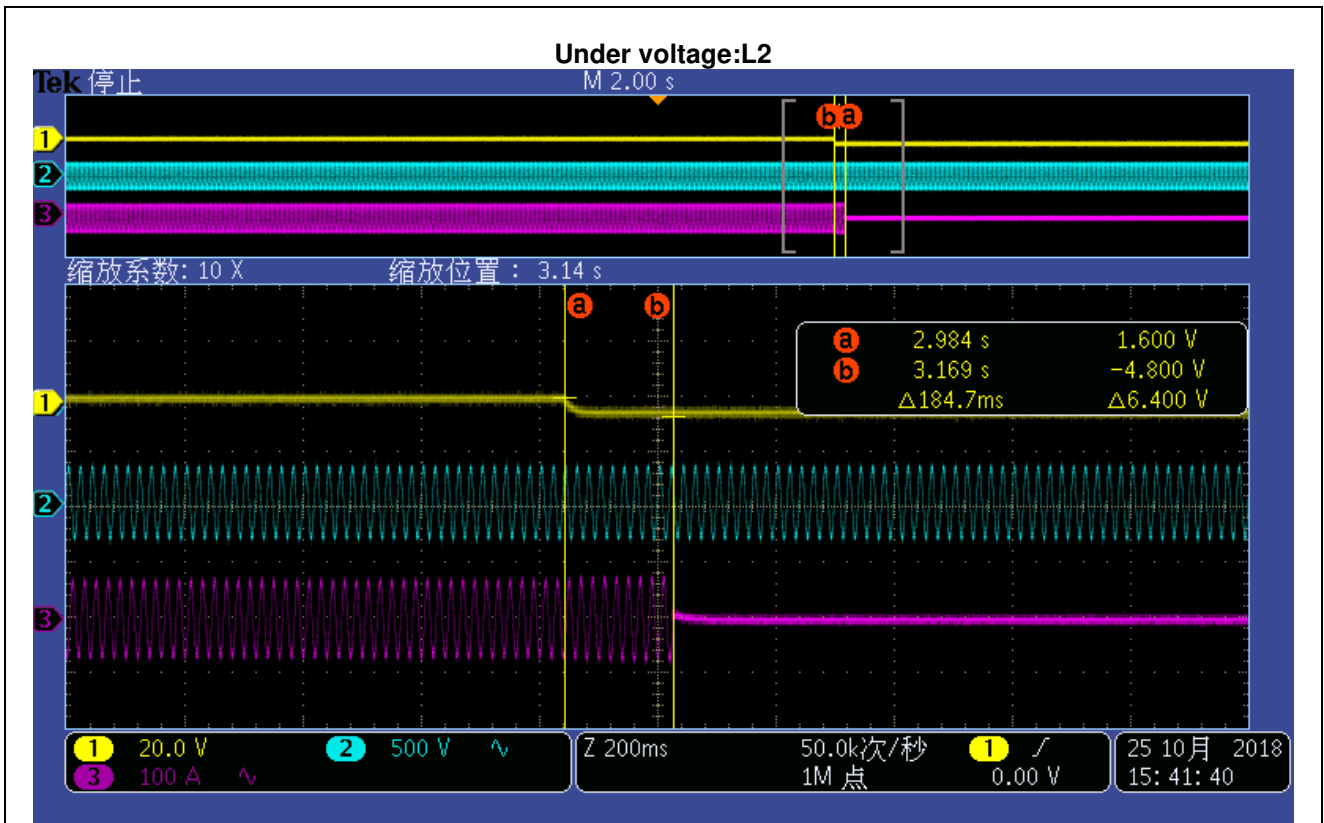 Under voltage:L2
Tek 停止 M 2.00 s
b a
1
2
3
缩放系数: 10 X 缩放位置： 3.14 s
a b
a 2.984 s 1.600 V
b 3.169 s -4.800 V
△184.7ms △6.400 V
1
2
3
1 20.0 V 2 500 V Z 200ms 50.0k次/秒 1 25 10月 2018
3 100 A 1M 点 0.00 V 15:41:40